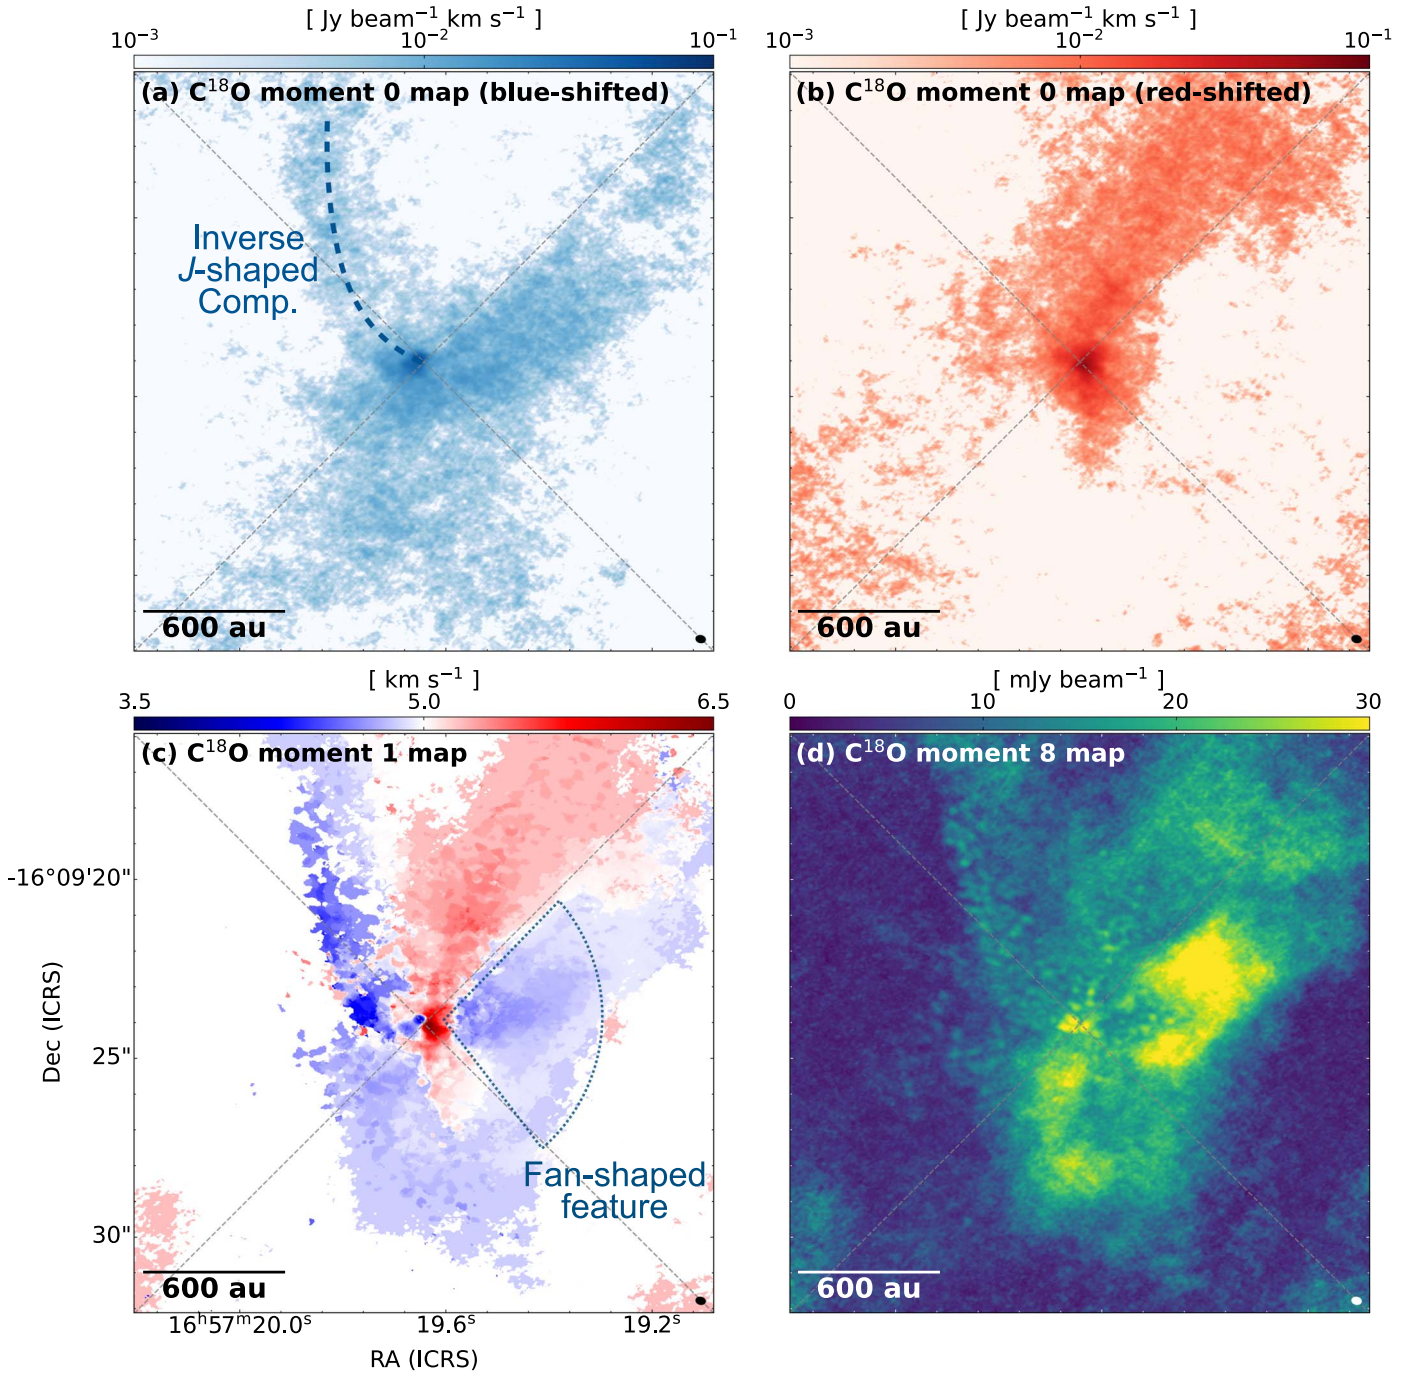 [ Jy beam⁻¹ km s⁻¹ ]
10⁻³ 10⁻² 10⁻¹
(a) C¹⁸O moment 0 map (blue-shifted)
Inverse
J-shaped
Comp.
600 au
[ Jy beam⁻¹ km s⁻¹ ]
10⁻³ 10⁻² 10⁻¹
(b) C¹⁸O moment 0 map (red-shifted)
600 au
[ km s⁻¹ ]
3.5 5.0 6.5
(c) C¹⁸O moment 1 map
Fan-shaped
feature
600 au
-16°09'20"
25"
30"
Dec (ICRS)
16ʰ57ᵐ20.0ˢ 19.6ˢ 19.2ˢ
RA (ICRS)
[ mJy beam⁻¹ ]
0 10 20 30
(d) C¹⁸O moment 8 map
600 au